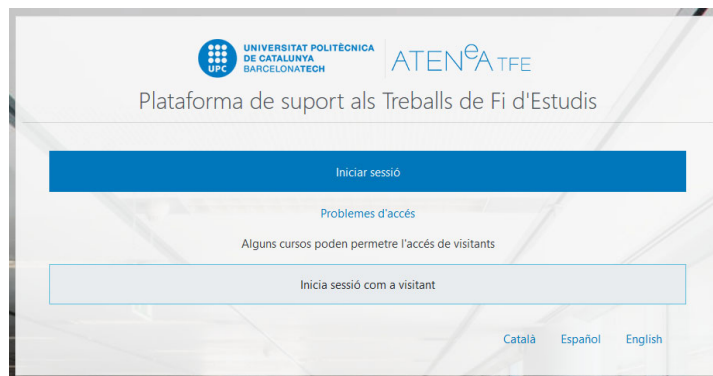 UNIVERSITAT POLITÈCNICA
DE CATALUNYA
BARCELONATECH
UPC
ATENeA TFE
Plataforma de suport als Treballs de Fi d'Estudis
Iniciar sessió
Problemes d'accés
Alguns cursos poden permetre l'accés de visitants
Inicia sessió com a visitant
Català Español English